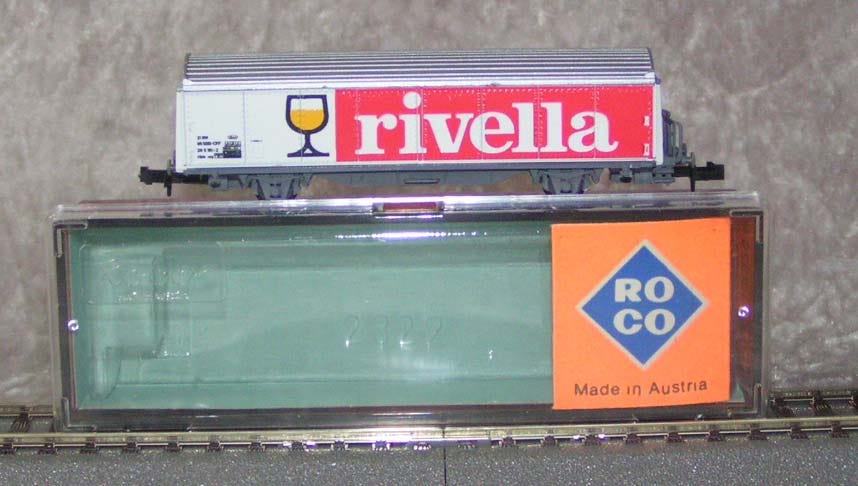 rivella
RO
CO
Made in Austria